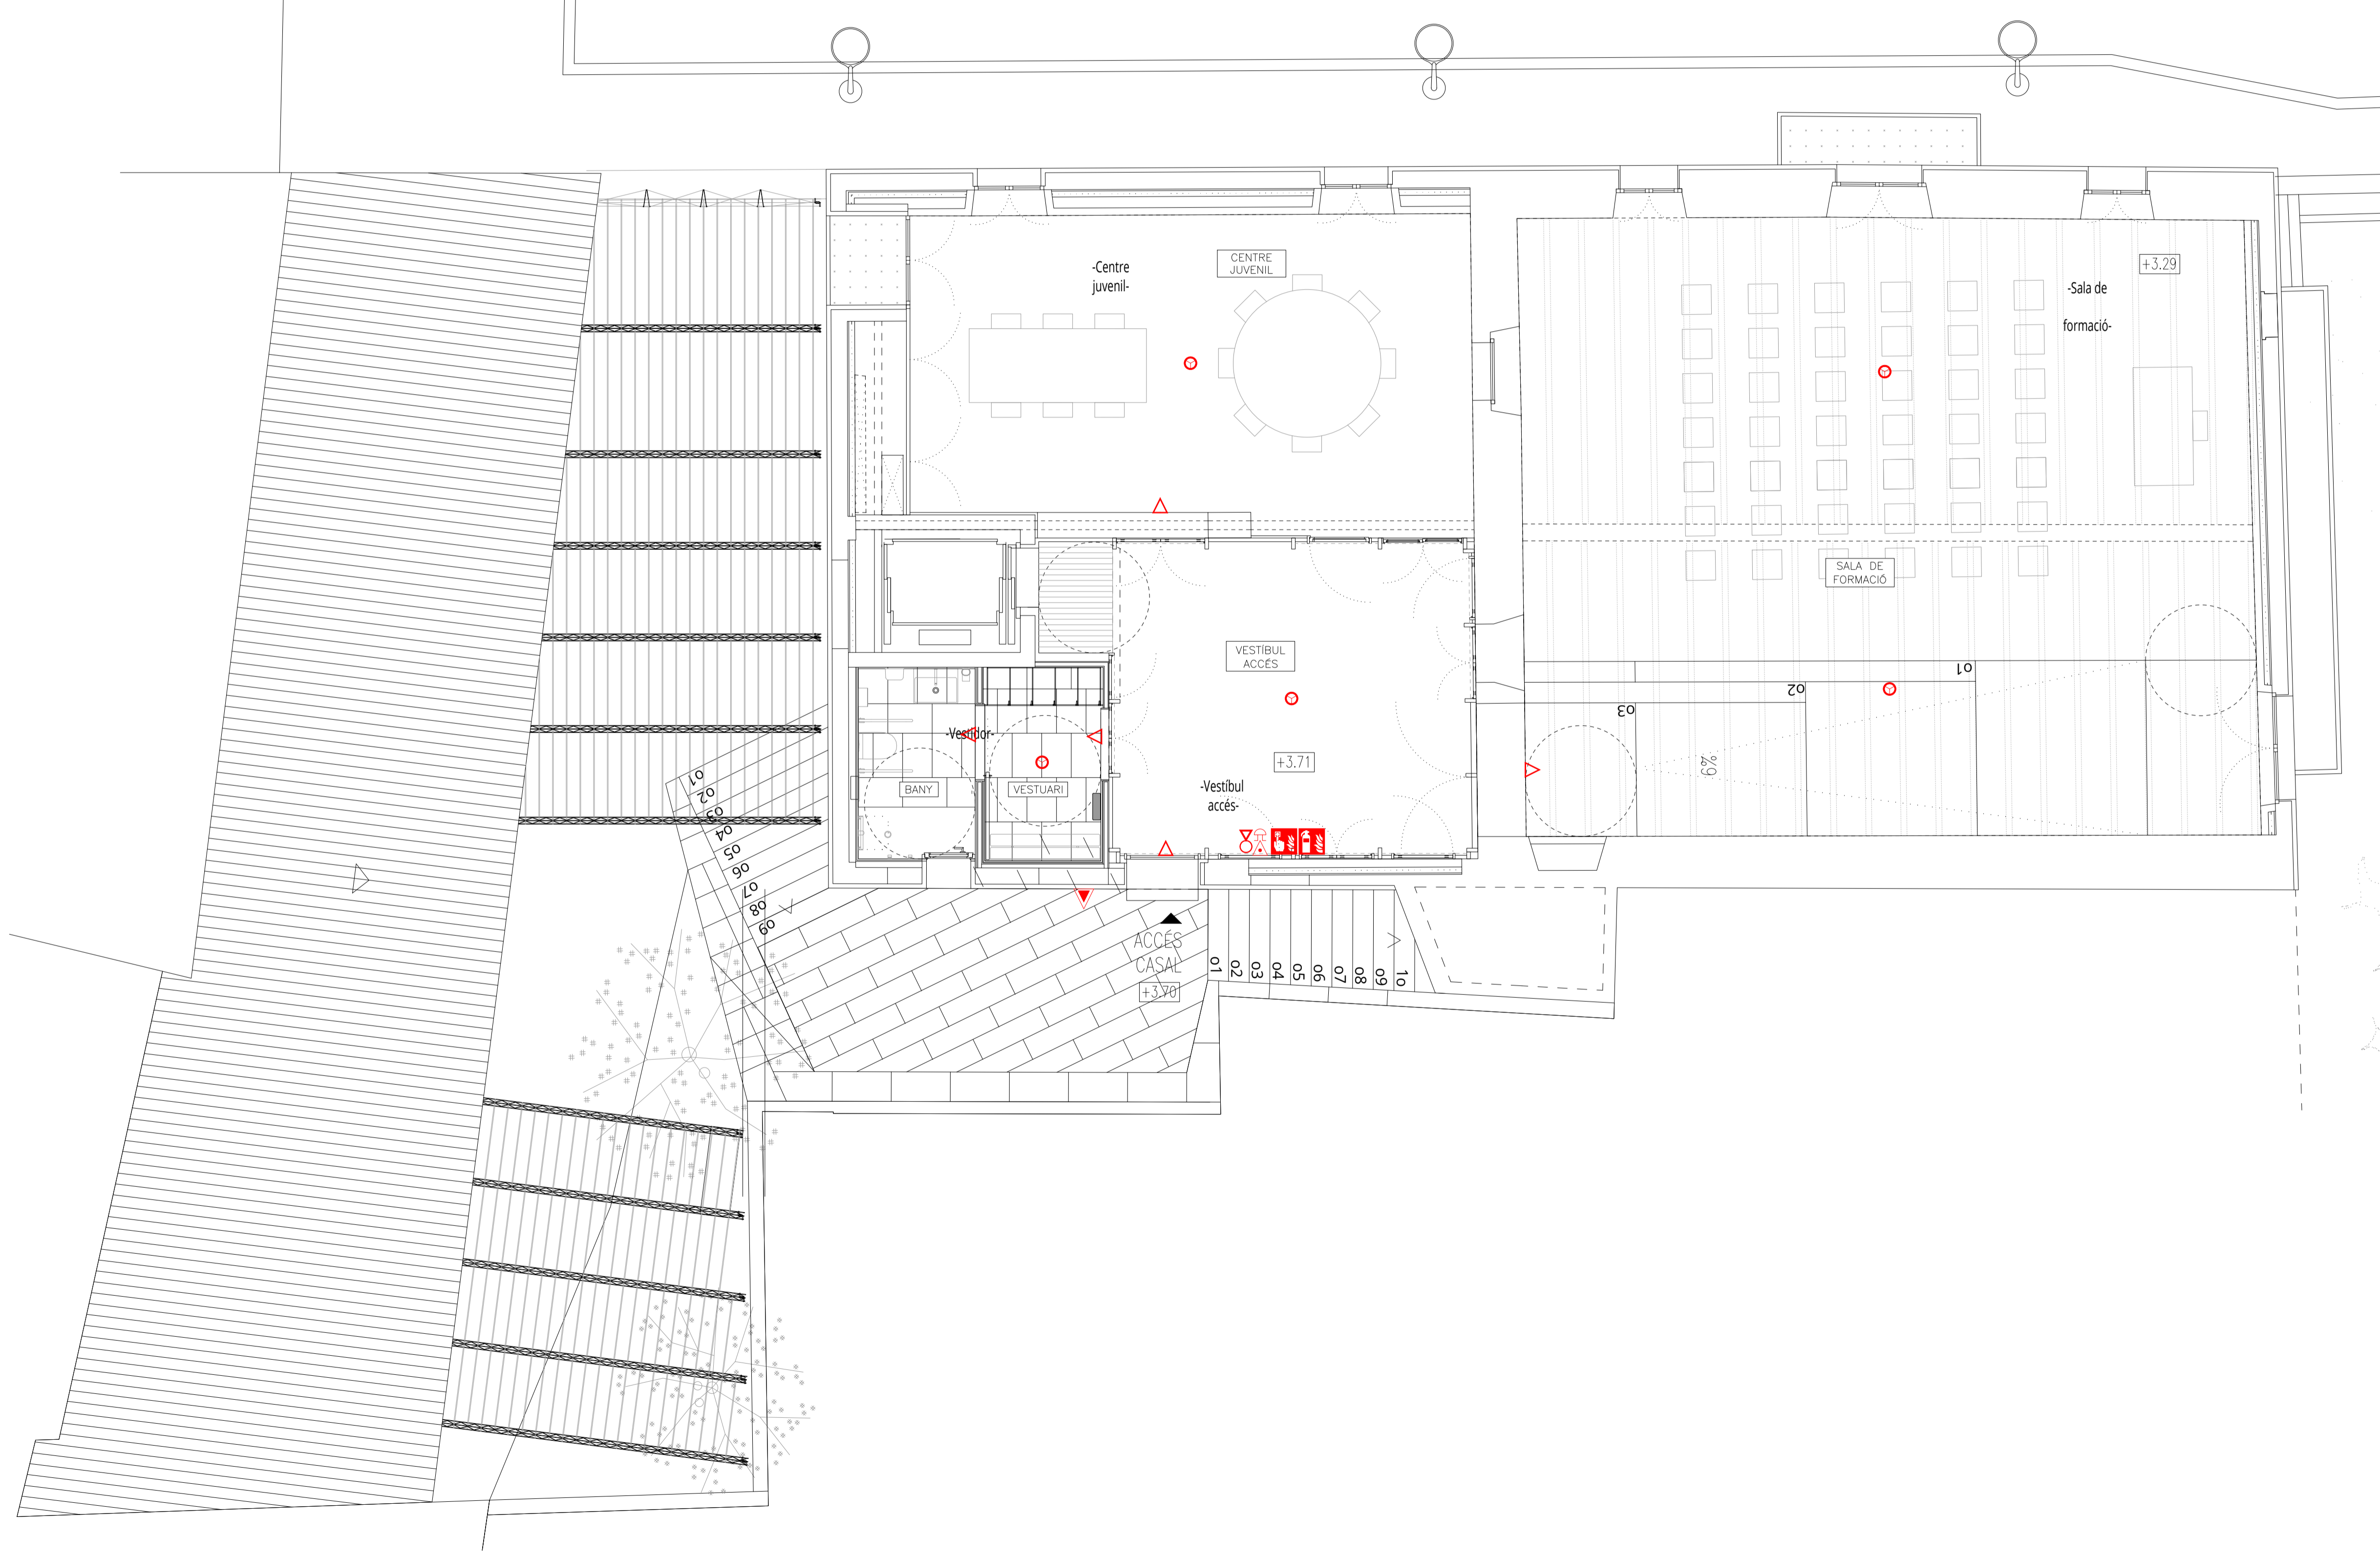 -Centre
juvenil-
CENTRE
JUVENIL
+3.29
-Sala de
formació-
SALA DE
FORMACIÓ
VESTÍBUL
ACCÉS
o1
o2
o3
-Vestidor-
+3.71
6%
BANY
VESTUARI
-Vestíbul
accés-
o1
o2
o3
o4
o5
o6
o7
o8
o9
ACCÉS
CASAL
+3.70
o1
o2
o3
o4
o5
o6
o7
o8
o9
1o